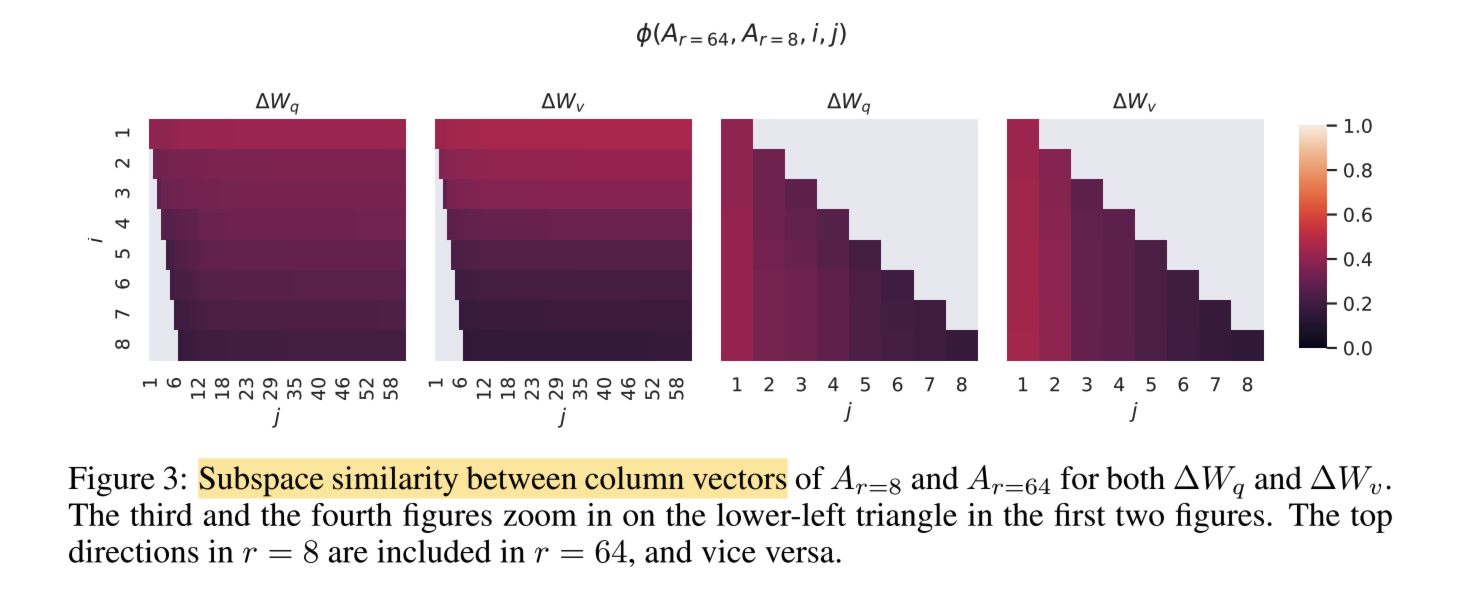 ϕ(A_{r=64}, A_{r=8}, i, j)
ΔW_q ΔW_v ΔW_q ΔW_v
i
1
2
3
4
5
6
7
8
1 6 12 18 23 29 35 40 46 52 58
j
1 6 12 18 23 29 35 40 46 52 58
j
1 2 3 4 5 6 7 8
j
1 2 3 4 5 6 7 8
j
1.0
0.8
0.6
0.4
0.2
0.0
Figure 3: Subspace similarity between column vectors of A_{r=8} and A_{r=64} for both ΔW_q and ΔW_v.
The third and the fourth figures zoom in on the lower-left triangle in the first two figures. The top
directions in r = 8 are included in r = 64, and vice versa.